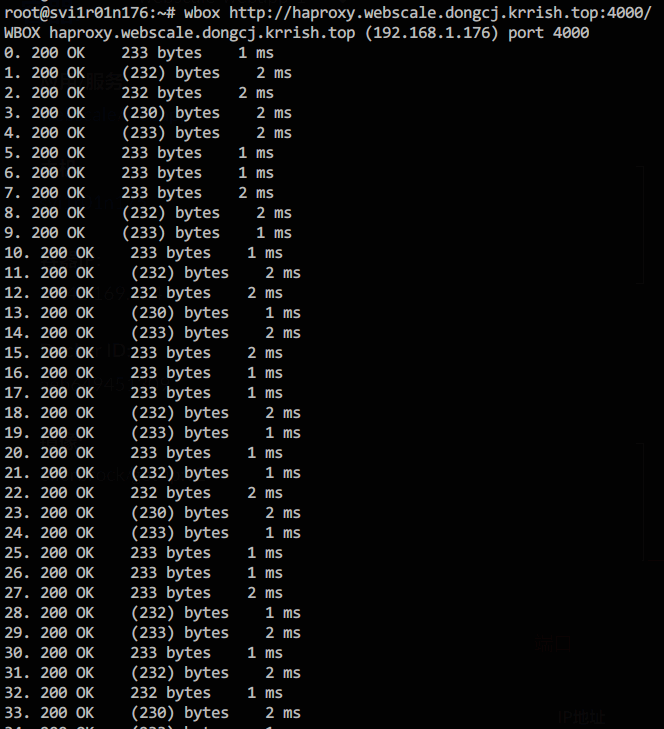 root@svi1r01n176:~# wbox http://haproxy.webscale.dongcj.krrish.top:4000/
WBOX haproxy.webscale.dongcj.krrish.top (192.168.1.176) port 4000
0. 200 OK    233 bytes    1 ms
1. 200 OK    (232) bytes    2 ms
2. 200 OK    232 bytes    2 ms
3. 200 OK    (230) bytes    2 ms
4. 200 OK    (233) bytes    2 ms
5. 200 OK    233 bytes    1 ms
6. 200 OK    233 bytes    1 ms
7. 200 OK    233 bytes    2 ms
8. 200 OK    (232) bytes    2 ms
9. 200 OK    (233) bytes    1 ms
10. 200 OK    233 bytes    1 ms
11. 200 OK    (232) bytes    2 ms
12. 200 OK    232 bytes    2 ms
13. 200 OK    (230) bytes    1 ms
14. 200 OK    (233) bytes    2 ms
15. 200 OK    233 bytes    2 ms
16. 200 OK    233 bytes    1 ms
17. 200 OK    233 bytes    1 ms
18. 200 OK    (232) bytes    2 ms
19. 200 OK    (233) bytes    1 ms
20. 200 OK    233 bytes    1 ms
21. 200 OK    (232) bytes    1 ms
22. 200 OK    232 bytes    2 ms
23. 200 OK    (230) bytes    2 ms
24. 200 OK    (233) bytes    1 ms
25. 200 OK    233 bytes    1 ms
26. 200 OK    233 bytes    1 ms
27. 200 OK    233 bytes    2 ms
28. 200 OK    (232) bytes    1 ms
29. 200 OK    (233) bytes    2 ms
30. 200 OK    233 bytes    1 ms
31. 200 OK    (232) bytes    2 ms
32. 200 OK    232 bytes    1 ms
33. 200 OK    (230) bytes    2 ms
IP地址